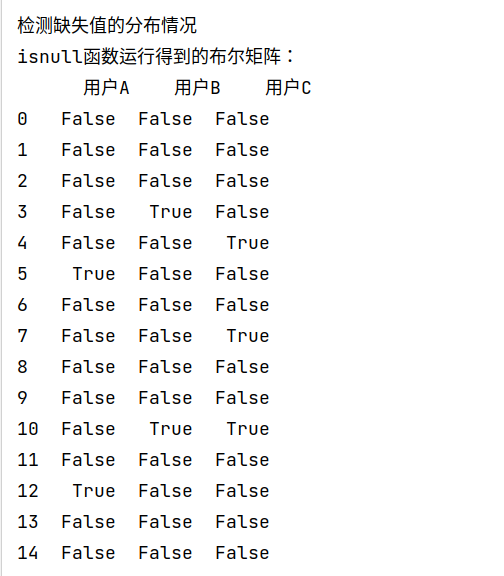 检测缺失值的分布情况
isnull函数运行得到的布尔矩阵：
用户A 用户B 用户C
0 False False False
1 False False False
2 False False False
3 False True False
4 False False True
5 True False False
6 False False False
7 False False True
8 False False False
9 False False False
10 False True True
11 False False False
12 True False False
13 False False False
14 False False False